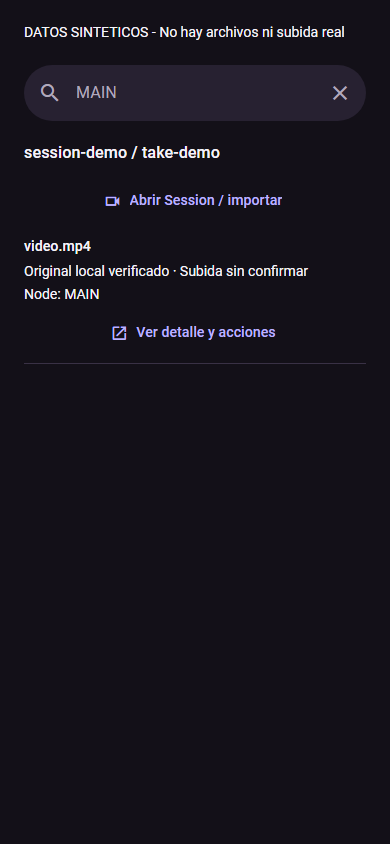 DATOS SINTETICOS - No hay archivos ni subida real
MAIN
session-demo / take-demo
Abrir Session / importar
video.mp4
Original local verificado · Subida sin confirmar
Node: MAIN
Ver detalle y acciones